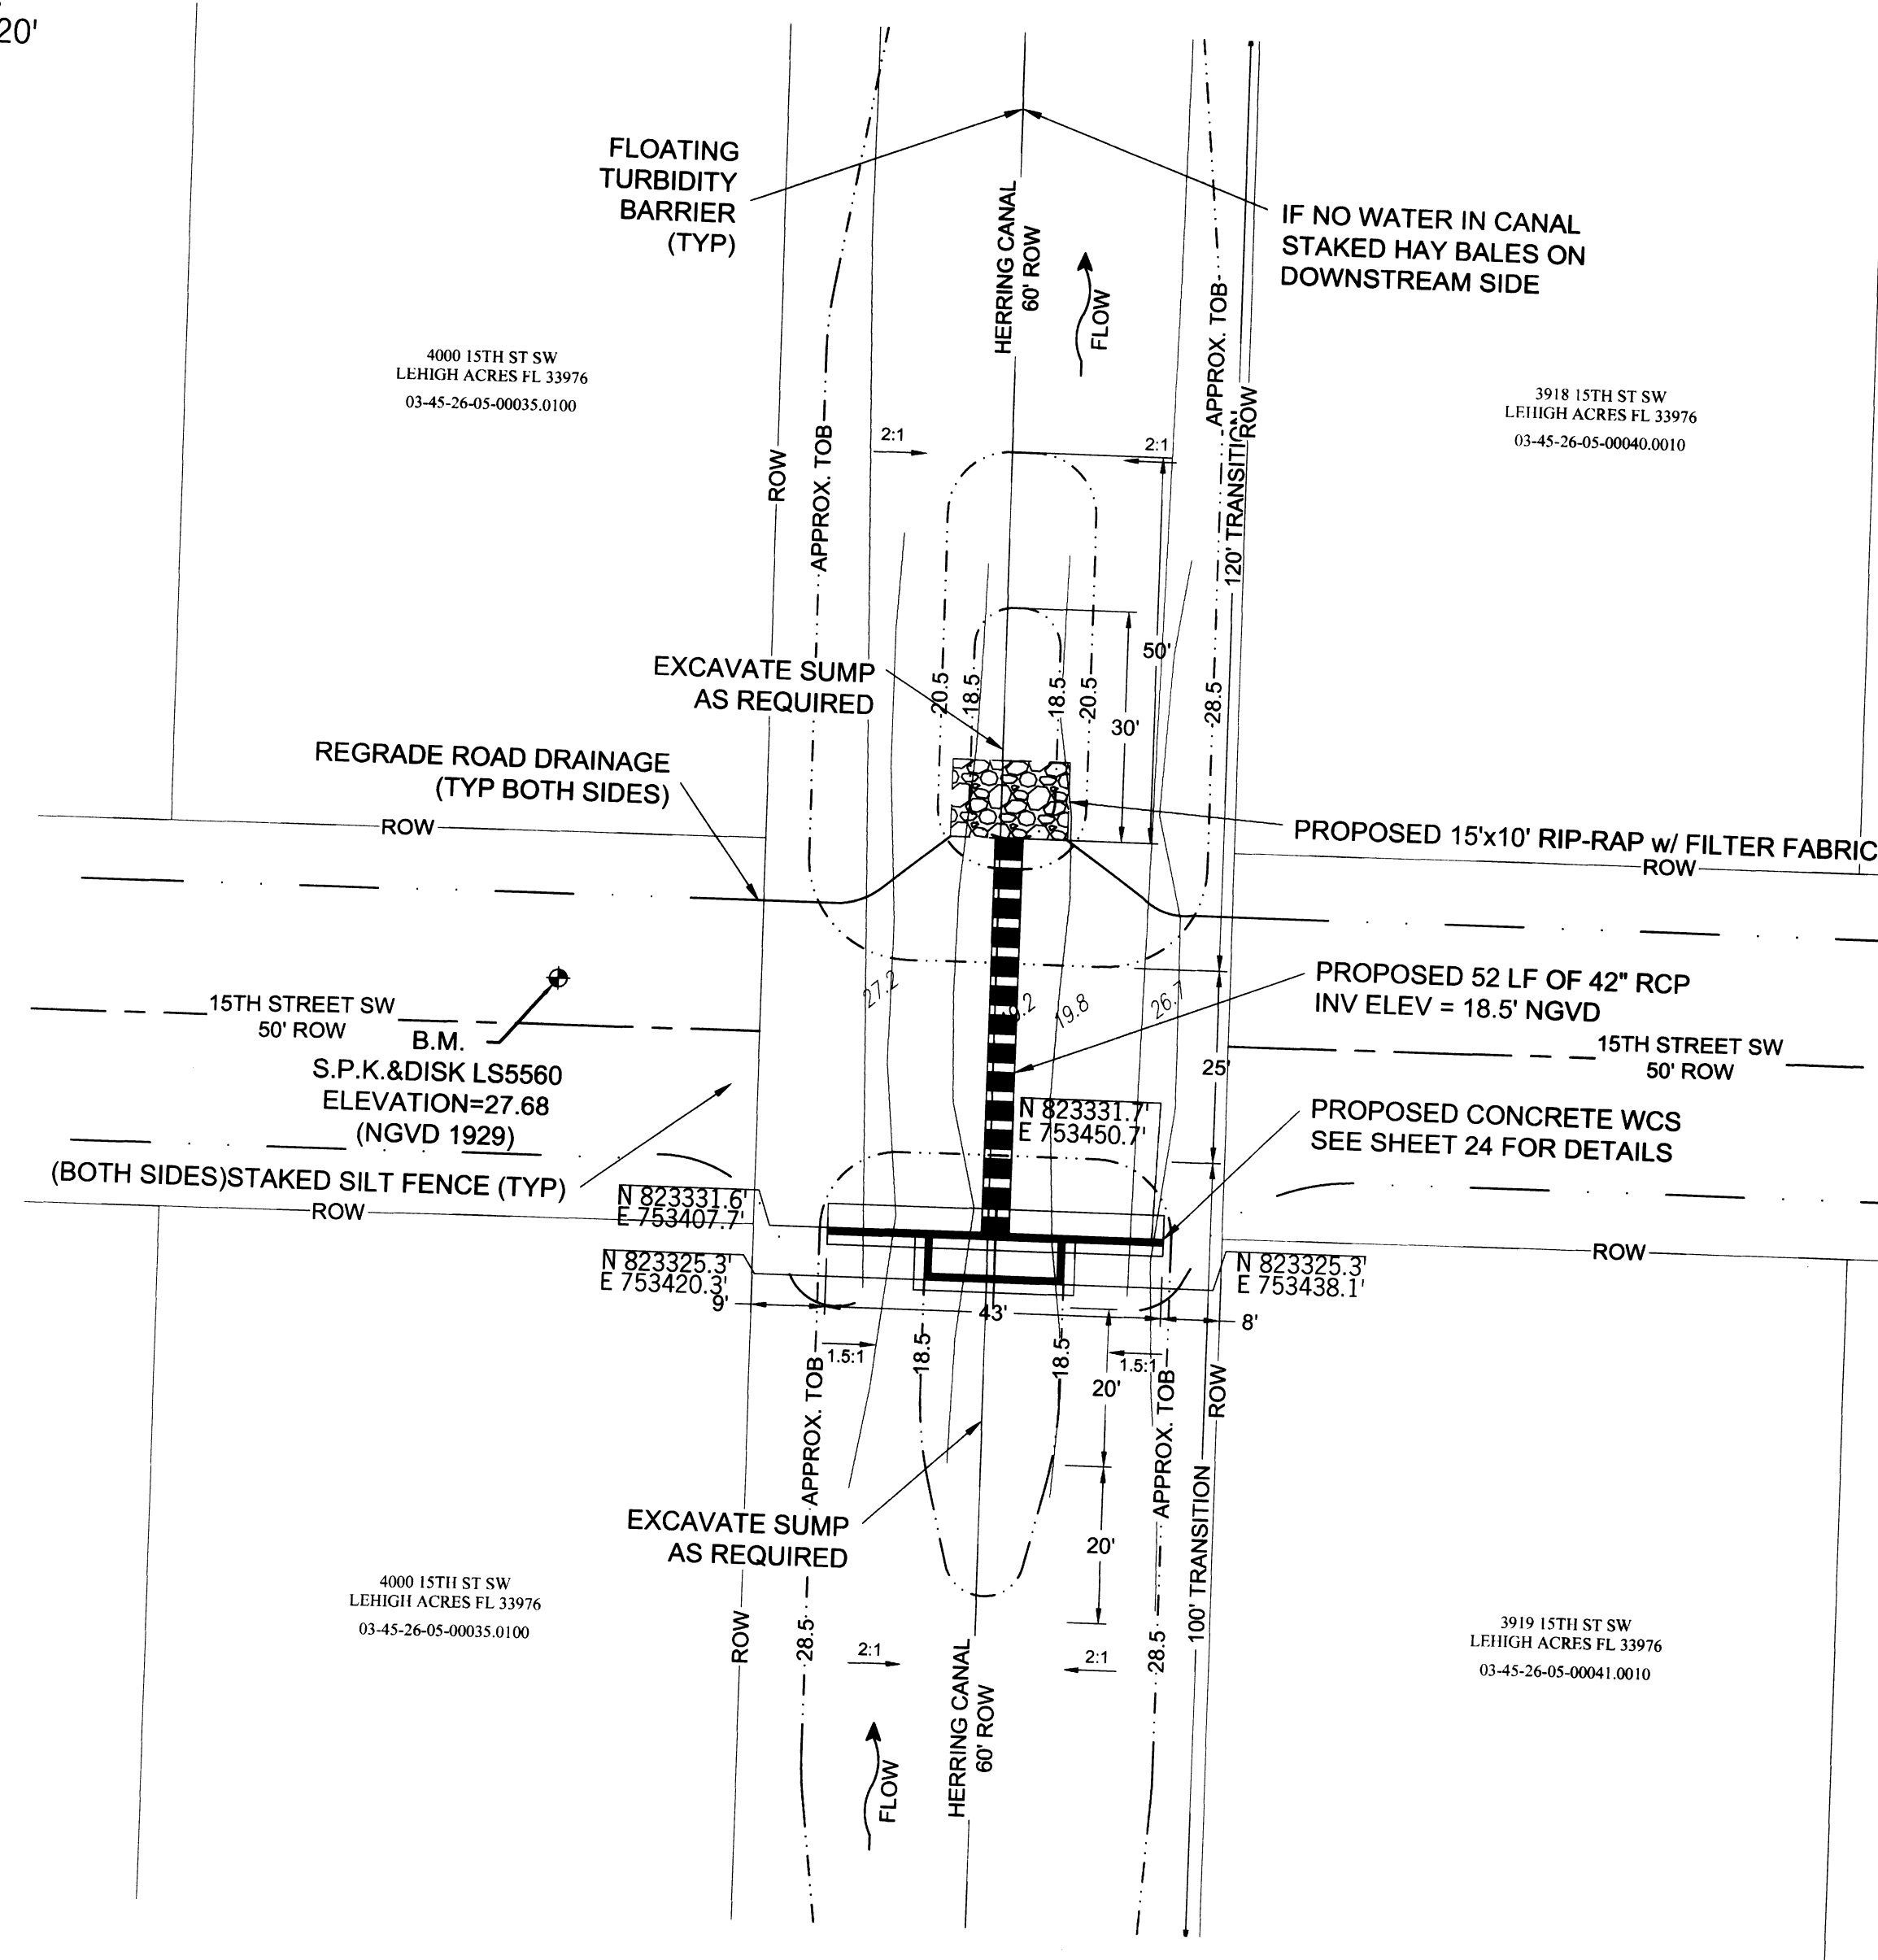 20'
FLOATING
TURBIDITY
BARRIER
(TYP)
HERRING CANAL
60' ROW
FLOW
IF NO WATER IN CANAL
STAKED HAY BALES ON
DOWNSTREAM SIDE
4000 15TH ST SW
LEHIGH ACRES FL 33976
03-45-26-05-00035.0100
3918 15TH ST SW
LEHIGH ACRES FL 33976
03-45-26-05-00040.0010
ROW
APPROX. TOB
2:1
2:1
APPROX. TOB
ROW
120' TRANSITION
EXCAVATE SUMP
AS REQUIRED
20.5
18.5
18.5
20.5
50'
30'
28.5
REGRADE ROAD DRAINAGE
(TYP BOTH SIDES)
ROW
PROPOSED 15'x10' RIP-RAP w/ FILTER FABRIC
ROW
27.2
19.8
26.7
PROPOSED 52 LF OF 42" RCP
INV ELEV = 18.5' NGVD
15TH STREET SW
50' ROW
B.M.
S.P.K.&DISK LS5560
ELEVATION=27.68
(NGVD 1929)
25'
15TH STREET SW
50' ROW
N 823331.7'
E 753450.7'
PROPOSED CONCRETE WCS
SEE SHEET 24 FOR DETAILS
(BOTH SIDES)STAKED SILT FENCE (TYP)
ROW
N 823331.6'
E 753407.7'
N 823325.3'
E 753420.3'
N 823325.3'
E 753438.1'
ROW
9'
43'
8'
1.5:1
18.5
18.5
1.5:1
20'
APPROX. TOB
APPROX. TOB
ROW
EXCAVATE SUMP
AS REQUIRED
20'
100' TRANSITION
4000 15TH ST SW
LEHIGH ACRES FL 33976
03-45-26-05-00035.0100
ROW
28.5
2:1
2:1
28.5
3919 15TH ST SW
LEHIGH ACRES FL 33976
03-45-26-05-00041.0010
HERRING CANAL
60' ROW
FLOW